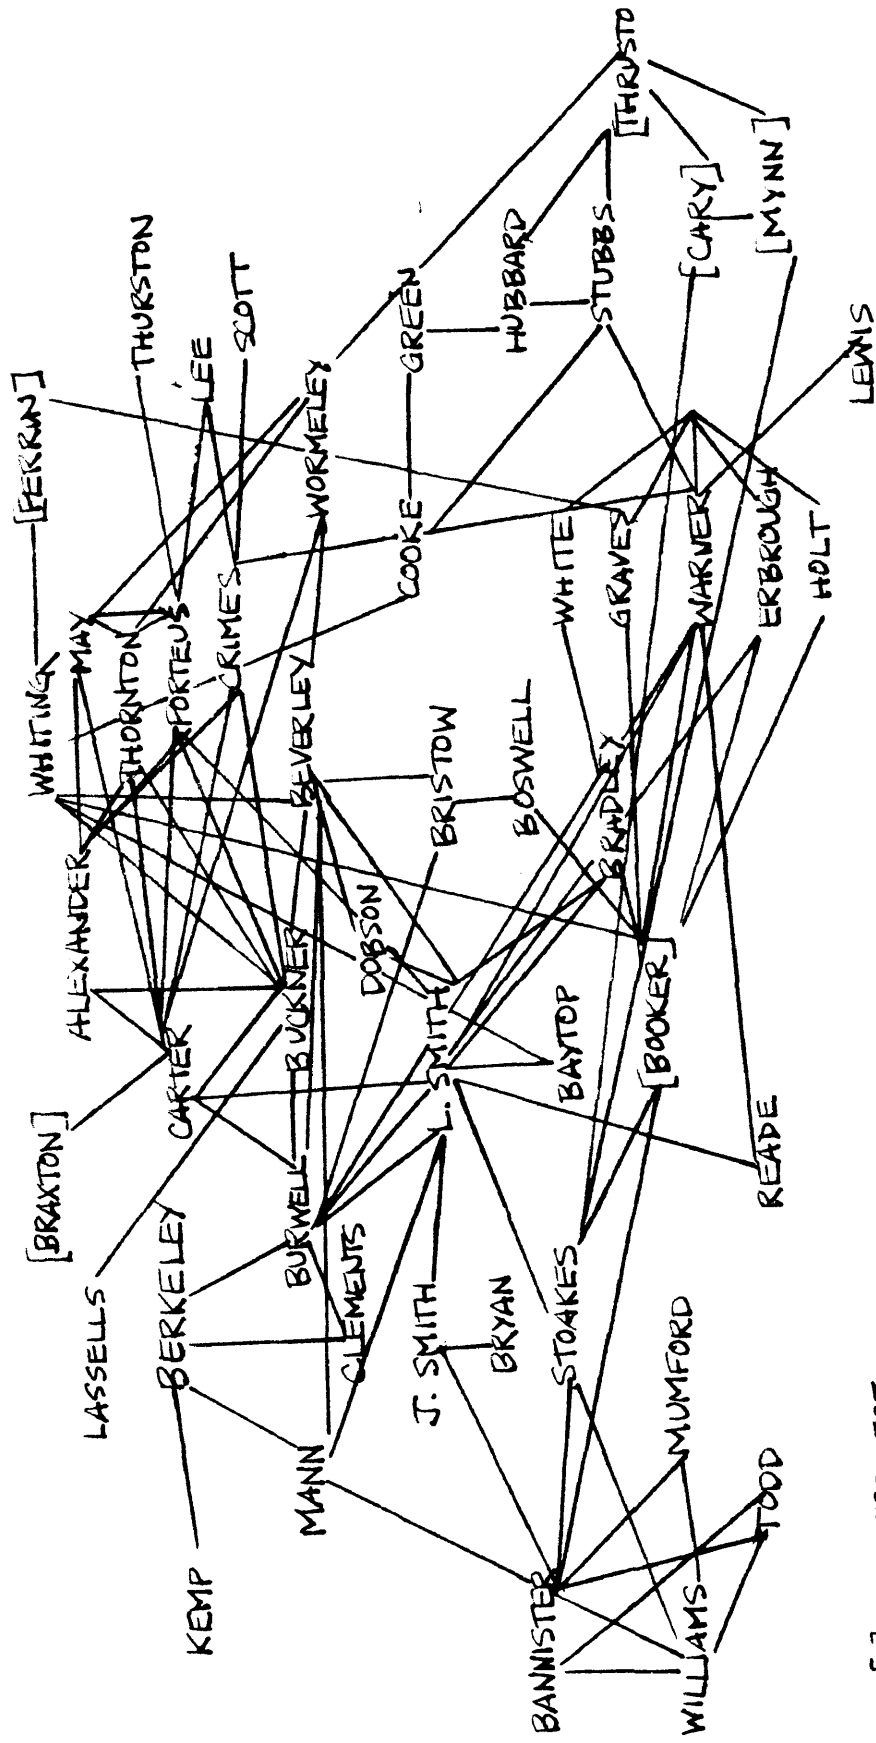 [BRAXTON]
WHITING
[PERRIN]
LASSELLS
ALEXANDER
MAY
THORNTON
THURSTON
KEMP
BERKELEY
CARTER
PORTEUS
LEE
GRIMES
SCOTT
MANN
BURWELL
BUCKNER
BEVERLEY
WORMELEY
CLEMENTS
DOBSON
J. SMITH
L. SMITH
BRISTOW
COOKE
GREEN
BRYAN
BOSWELL
HUBBARD
BANNISTER
STOAKES
BAYTOP
WHITE
BRADLEY
GRAVES
STUBBS
[THRUSTO
[BOOKER]
MUMFORD
WILLIAMS
WARNER
[CARY]
TODD
READE
ERBROUGH
[MYNN]
HOLT
LEWIS